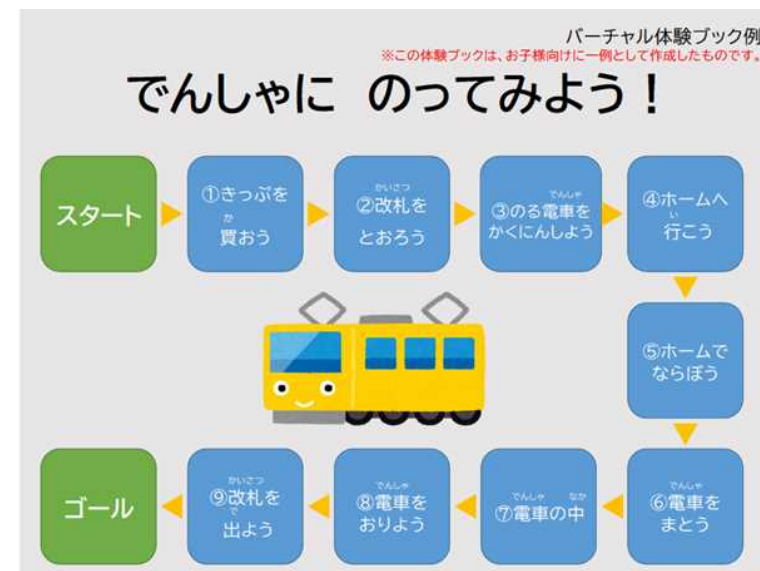 バーチャル体験ブック例
※この体験ブックは、お子様向けに一例として作成したものです。
でんしゃに のってみよう！
スタート
①きっぷを
か
買おう
かいさつ
②改札を
とおろう
でんしゃ
③のる電車を
かくにんしよう
④ホームへ
い
行こう
⑤ホームで
ならぼう
でんしゃ
⑥電車を
まとう
でんしゃ なか
⑦電車の中
でんしゃ
⑧電車を
おりよう
かいさつ
⑨改札を
で
出よう
ゴール